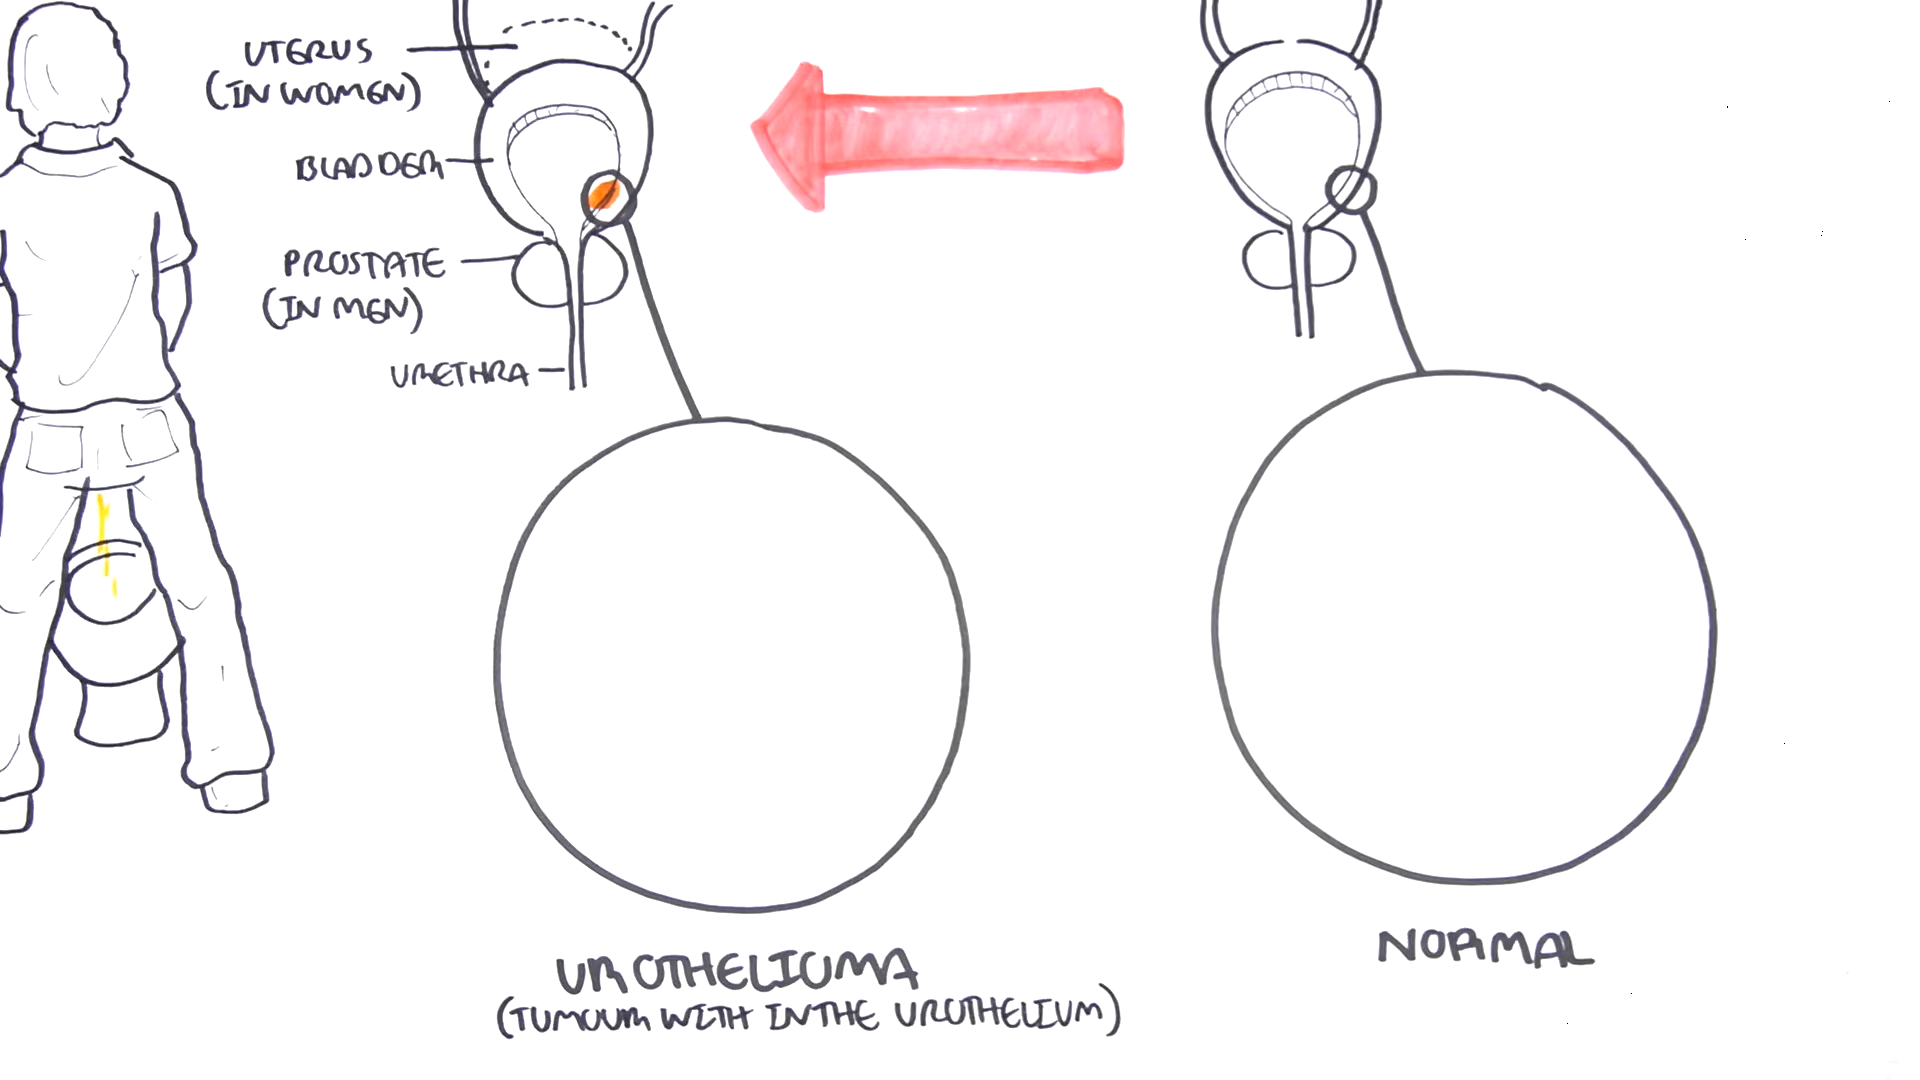 UTERUS
(IN WOMEN)
BLADDER
PROSTATE
(IN MEN)
URETHRA
UROTHELIOMA
(TUMOUR WITH IN THE UROTHELIUM)
NORMAL